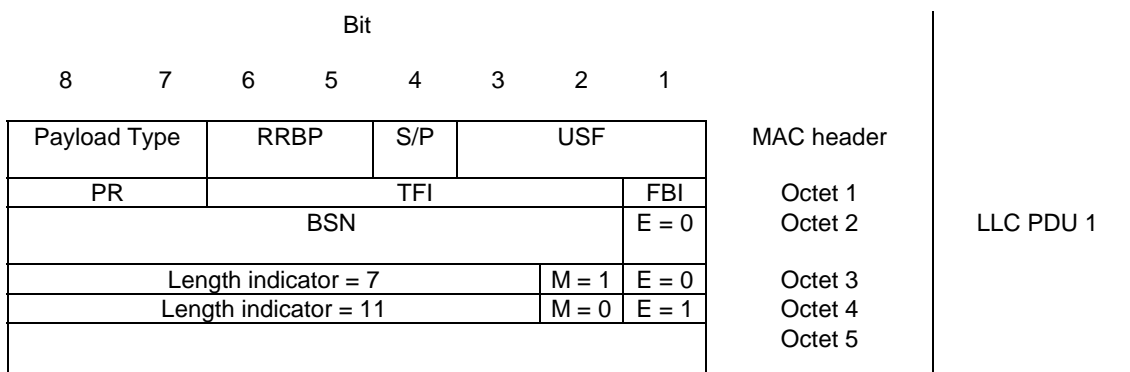 Bit
8 7 6 5 4 3 2 1
Payload Type RRBP S/P USF MAC header
PR TFI FBI Octet 1
BSN E = 0 Octet 2 LLC PDU 1
Length indicator = 7 M = 1 E = 0 Octet 3
Length indicator = 11 M = 0 E = 1 Octet 4
Octet 5